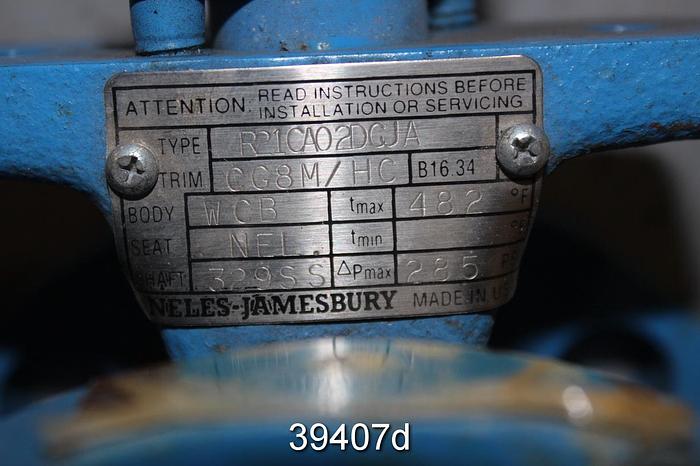 ATTENTION: READ INSTRUCTIONS BEFORE
INSTALLATION OR SERVICING
TYPE R21CA02DCJA
TRIM CG8M/HC B16.34
BODY WCB tmax 482 °F
SEAT NEL. tmin
SHAFT 329SS ΔPmax 285
NELES-JAMESBURY MADE IN
39407d